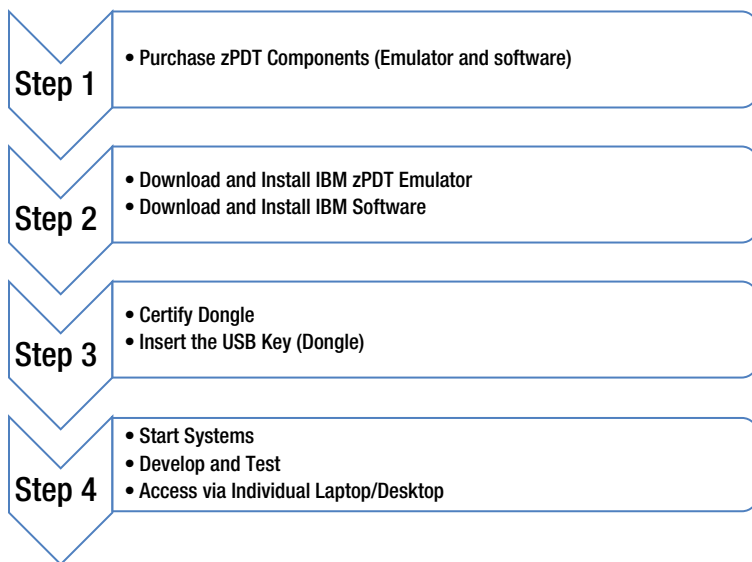 Step 1
• Purchase zPDT Components (Emulator and software)
Step 2
• Download and Install IBM zPDT Emulator
• Download and Install IBM Software
Step 3
• Certify Dongle
• Insert the USB Key (Dongle)
Step 4
• Start Systems
• Develop and Test
• Access via Individual Laptop/Desktop